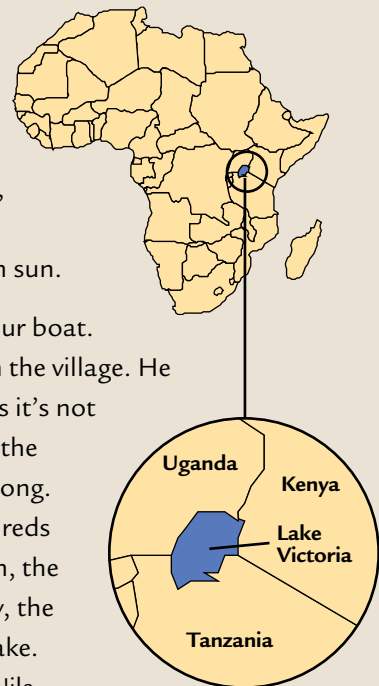 ,
n sun.
ur boat.
the village. He
s it's not
the
ong.
reds
, the
, the
ake.
Uganda
Kenya
Lake
Victoria
Tanzania